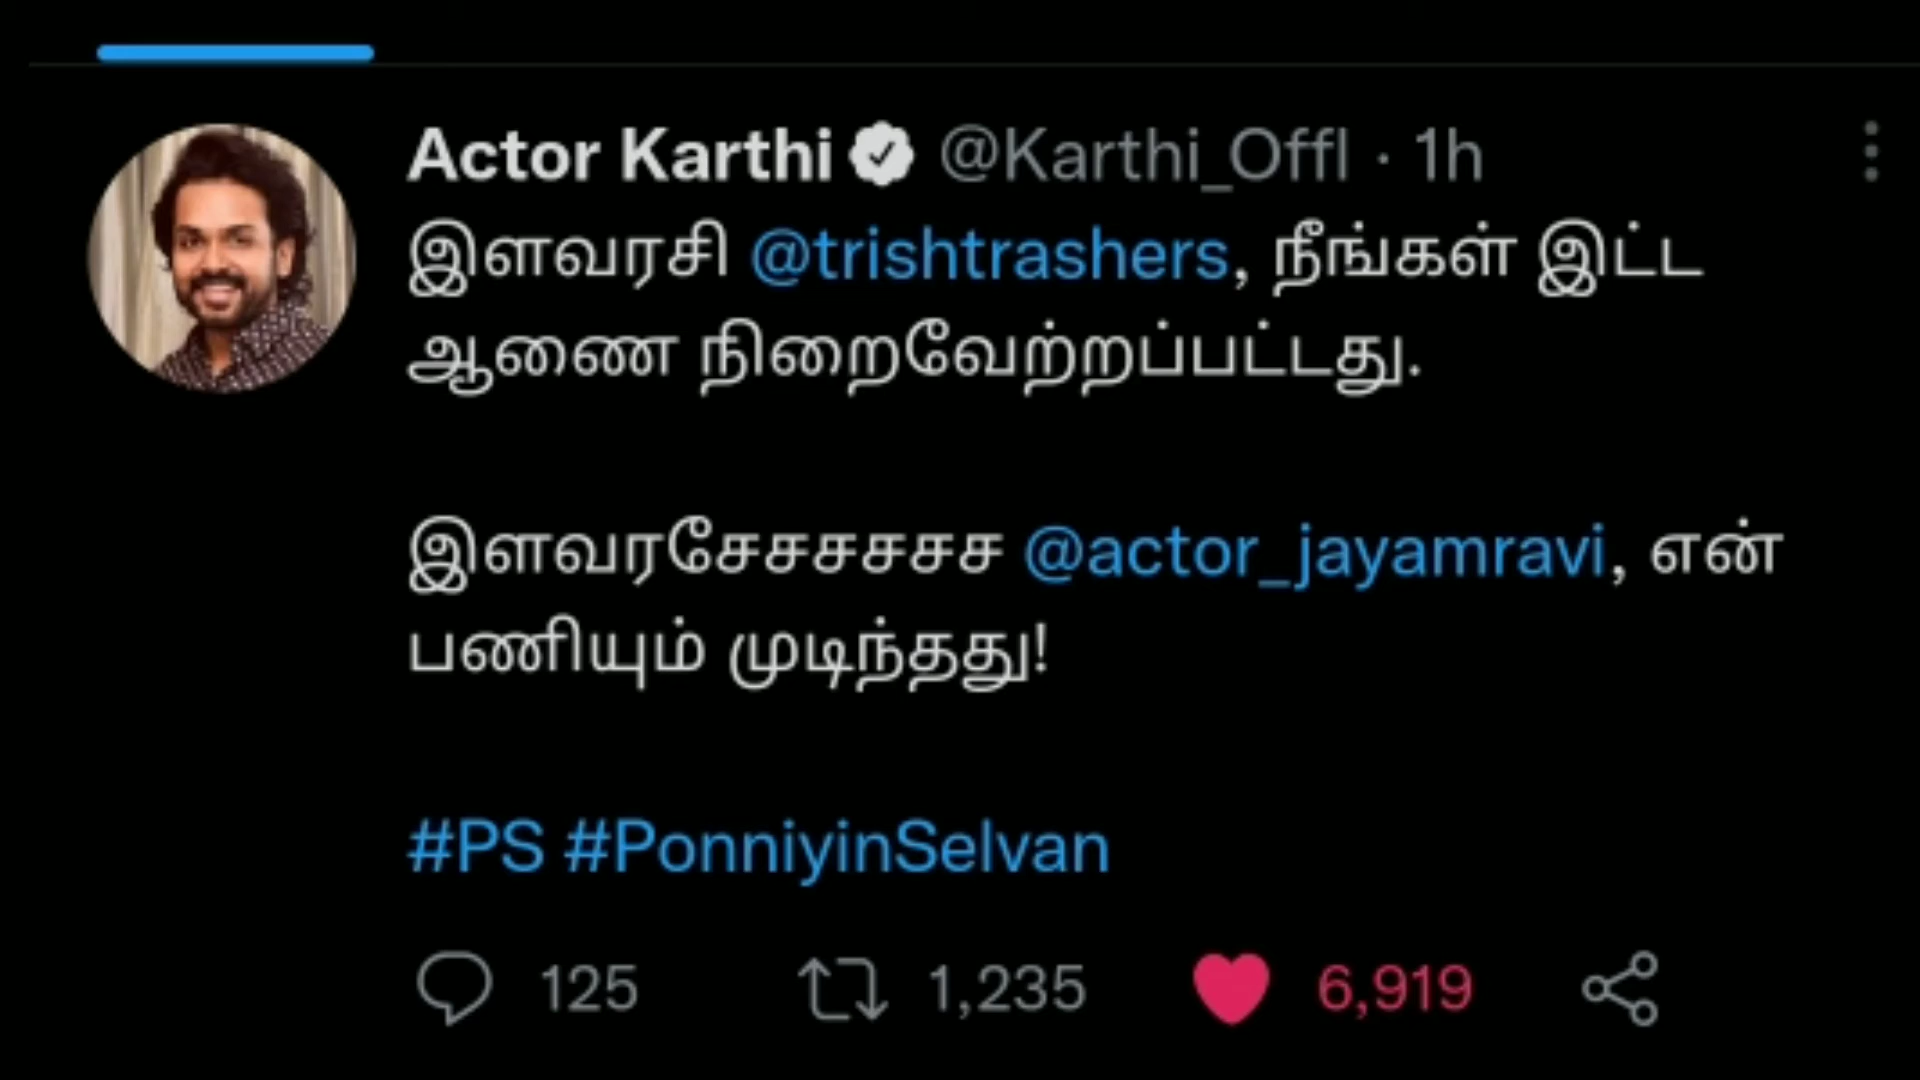 Actor Karthi @Karthi_Offl · 1h
இளவரசி @trishtrashers, நீங்கள் இட்ட
ஆணை நிறைவேற்றப்பட்டது.
இளவரசேசசசசசச @actor_jayamravi, என்
பணியும் முடிந்தது!
#PS #PonniyinSelvan
125 1,235 6,919